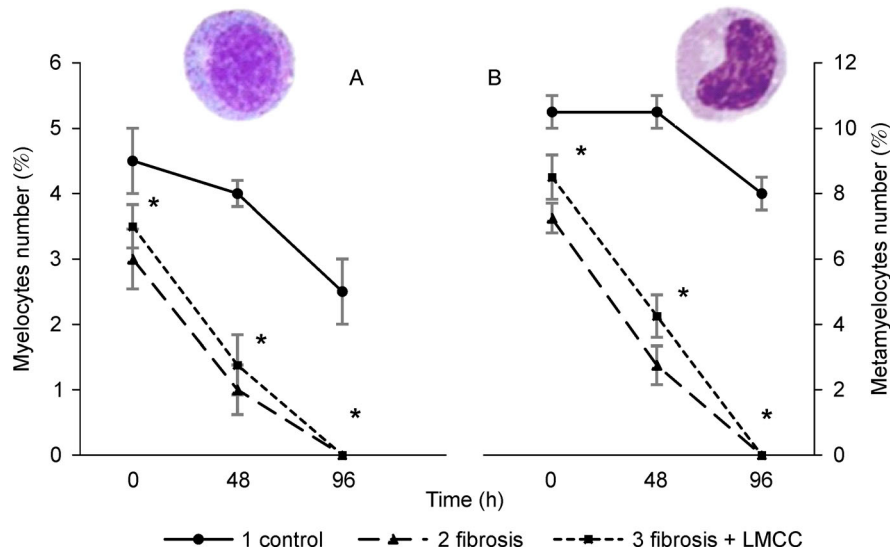 A
B
Myelocytes number (%)
6
5
4
3
2
1
0
*
*
*
0 48 96
Time (h)
*
*
*
0 48 96
12
10
8
6
4
2
0
Metamyelocytes number (%)
1 control 2 fibrosis 3 fibrosis + LMCC